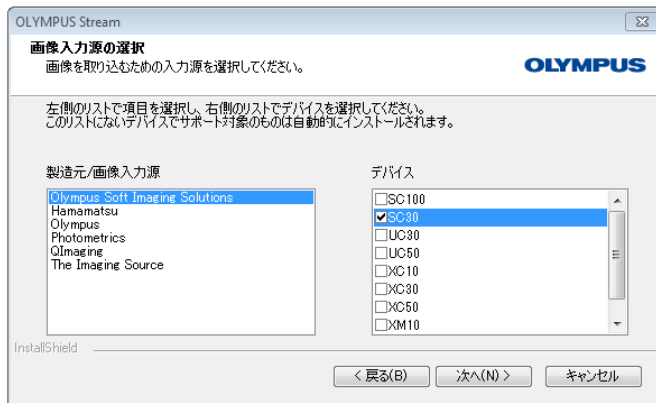 OLYMPUS Stream
画像入力源の選択
画像を取り込むための入力源を選択してください。
OLYMPUS
左側のリストで項目を選択し、右側のリストでデバイスを選択してください。
このリストにないデバイスでサポート対象のものは自動的にインストールされます。
製造元/画像入力源
Olympus Soft Imaging Solutions
Hamamatsu
Olympus
Photometrics
QImaging
The Imaging Source
デバイス
SC100
SC30
UC30
UC50
XC10
XC30
XC50
XM10
InstallShield
< 戻る(B)
次へ(N) >
キャンセル